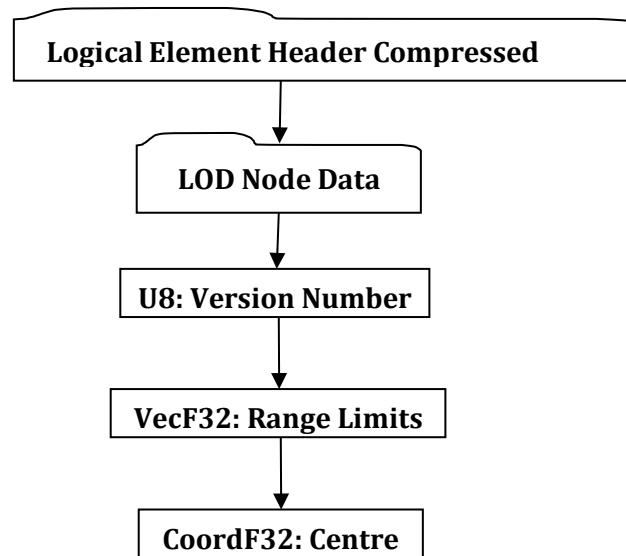 Logical Element Header Compressed
LOD Node Data
U8: Version Number
VecF32: Range Limits
CoordF32: Centre